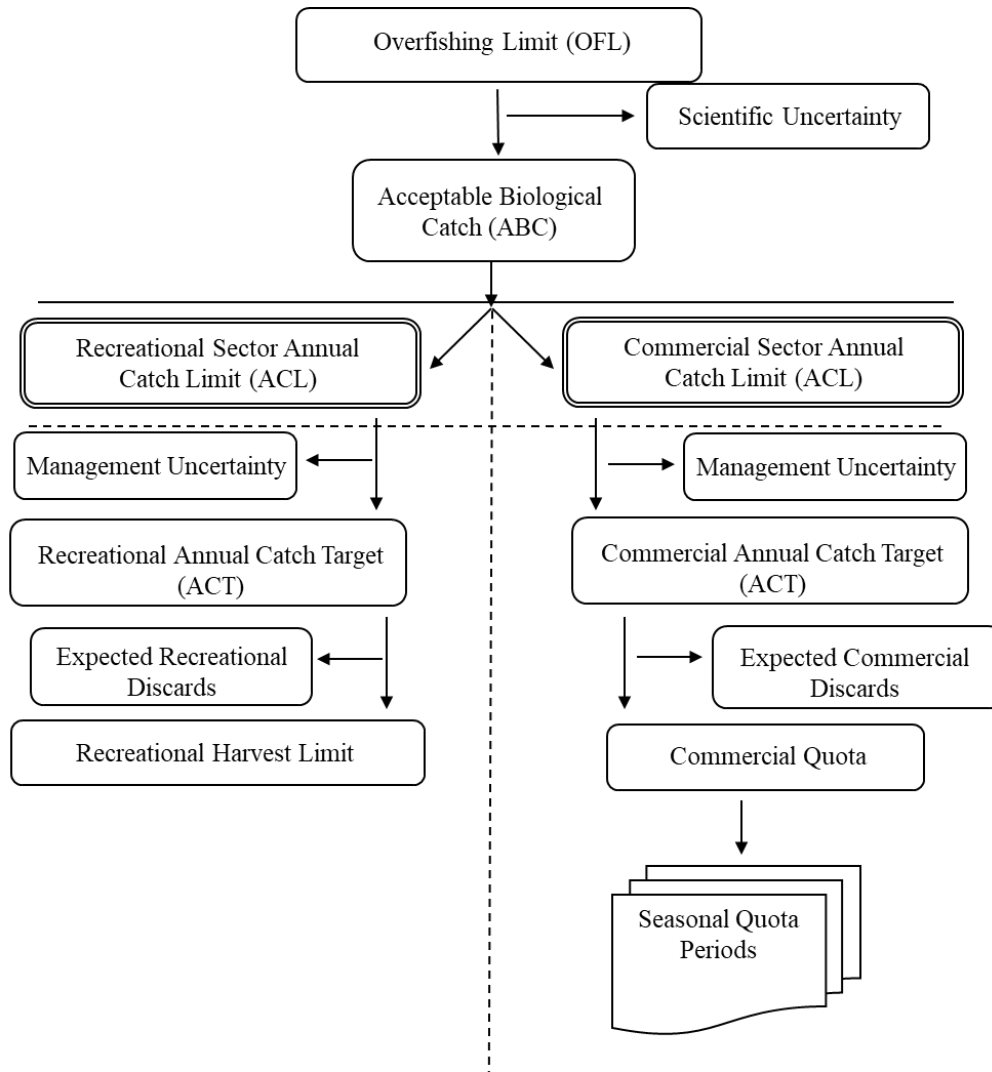 Overfishing Limit (OFL)
Scientific Uncertainty
Acceptable Biological
Catch (ABC)
Recreational Sector Annual
Catch Limit (ACL)
Commercial Sector Annual
Catch Limit (ACL)
Management Uncertainty
Management Uncertainty
Recreational Annual Catch Target
(ACT)
Commercial Annual Catch Target
(ACT)
Expected Recreational
Discards
Expected Commercial
Discards
Recreational Harvest Limit
Commercial Quota
Seasonal Quota
Periods